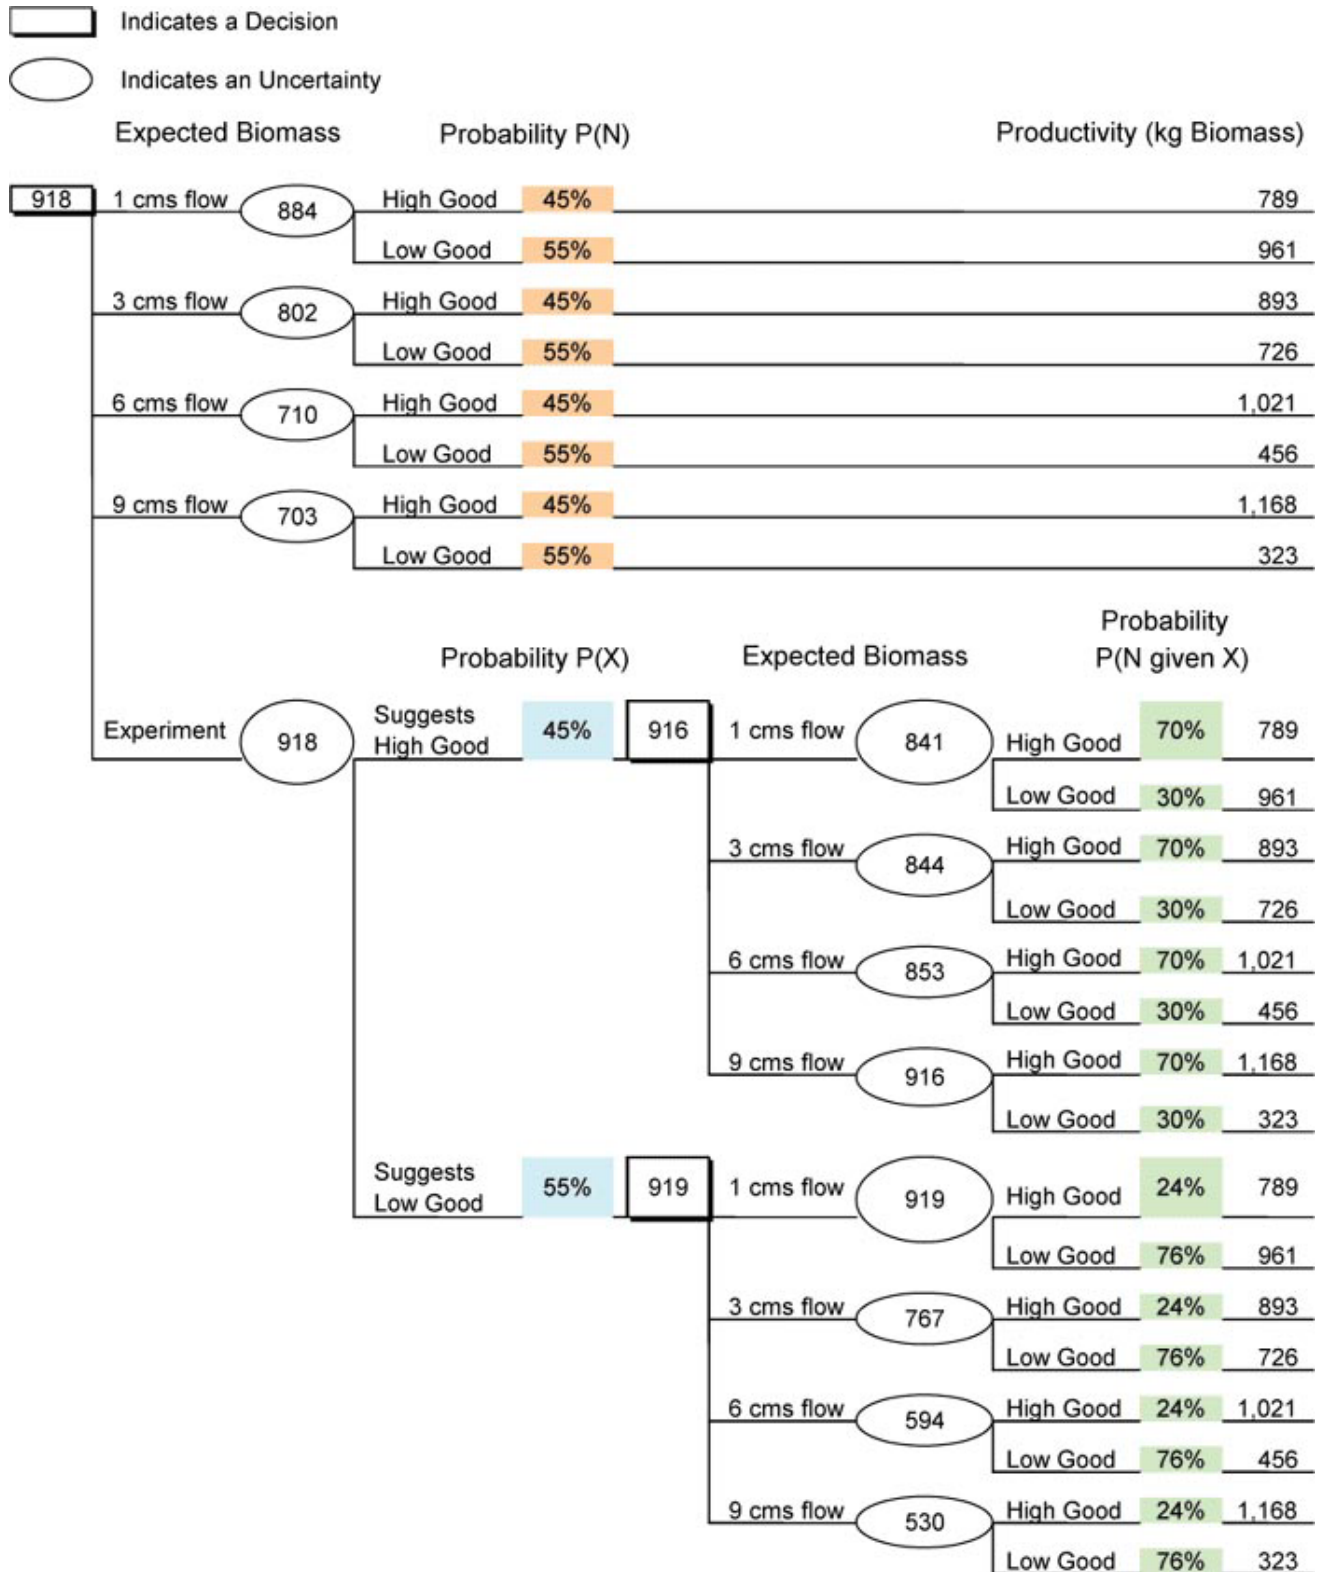 Indicates a Decision
Indicates an Uncertainty
Expected Biomass Probability P(N) Productivity (kg Biomass)
918 1 cms flow 884 High Good 45% 789
Low Good 55% 961
3 cms flow 802 High Good 45% 893
Low Good 55% 726
6 cms flow 710 High Good 45% 1,021
Low Good 55% 456
9 cms flow 703 High Good 45% 1,168
Low Good 55% 323
Probability
Probability P(X) Expected Biomass P(N given X)
Experiment 918 Suggests
High Good 45% 916 1 cms flow 841 High Good 70% 789
Low Good 30% 961
3 cms flow 844 High Good 70% 893
Low Good 30% 726
6 cms flow 853 High Good 70% 1,021
Low Good 30% 456
9 cms flow 916 High Good 70% 1,168
Low Good 30% 323
Suggests
Low Good 55% 919 1 cms flow 919 High Good 24% 789
Low Good 76% 961
3 cms flow 767 High Good 24% 893
Low Good 76% 726
6 cms flow 594 High Good 24% 1,021
Low Good 76% 456
9 cms flow 530 High Good 24% 1,168
Low Good 76% 323